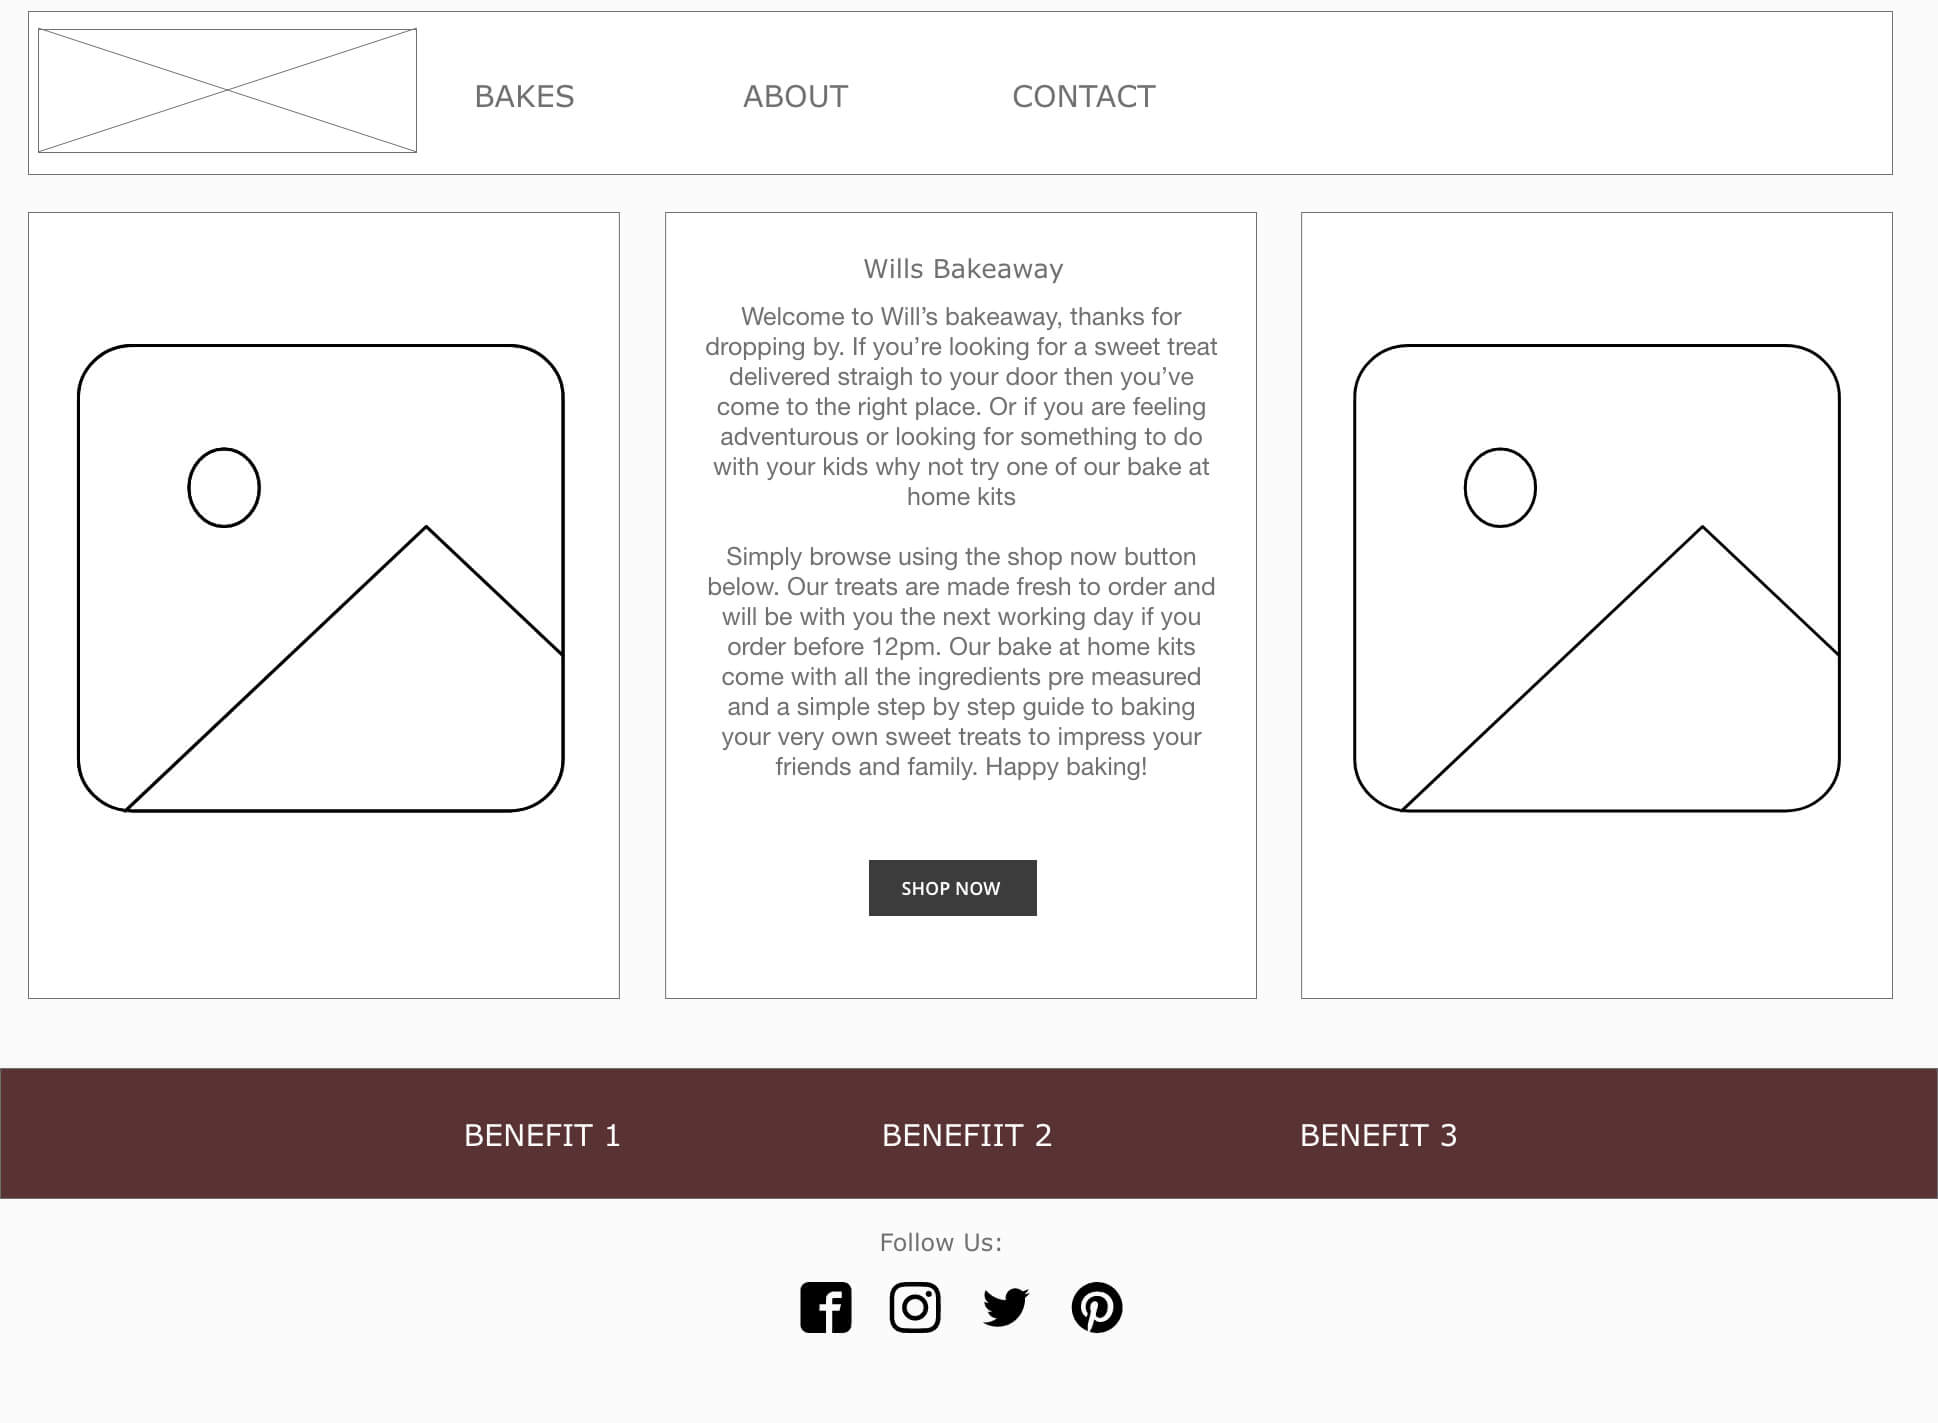 BAKES ABOUT CONTACT
Wills Bakeaway
Welcome to Will’s bakeaway, thanks for
dropping by. If you’re looking for a sweet treat
delivered straigh to your door then you’ve
come to the right place. Or if you are feeling
adventurous or looking for something to do
with your kids why not try one of our bake at
home kits
Simply browse using the shop now button
below. Our treats are made fresh to order and
will be with you the next working day if you
order before 12pm. Our bake at home kits
come with all the ingredients pre measured
and a simple step by step guide to baking
your very own sweet treats to impress your
friends and family. Happy baking!
SHOP NOW
BENEFIT 1 BENEFIIT 2 BENEFIT 3
Follow Us: